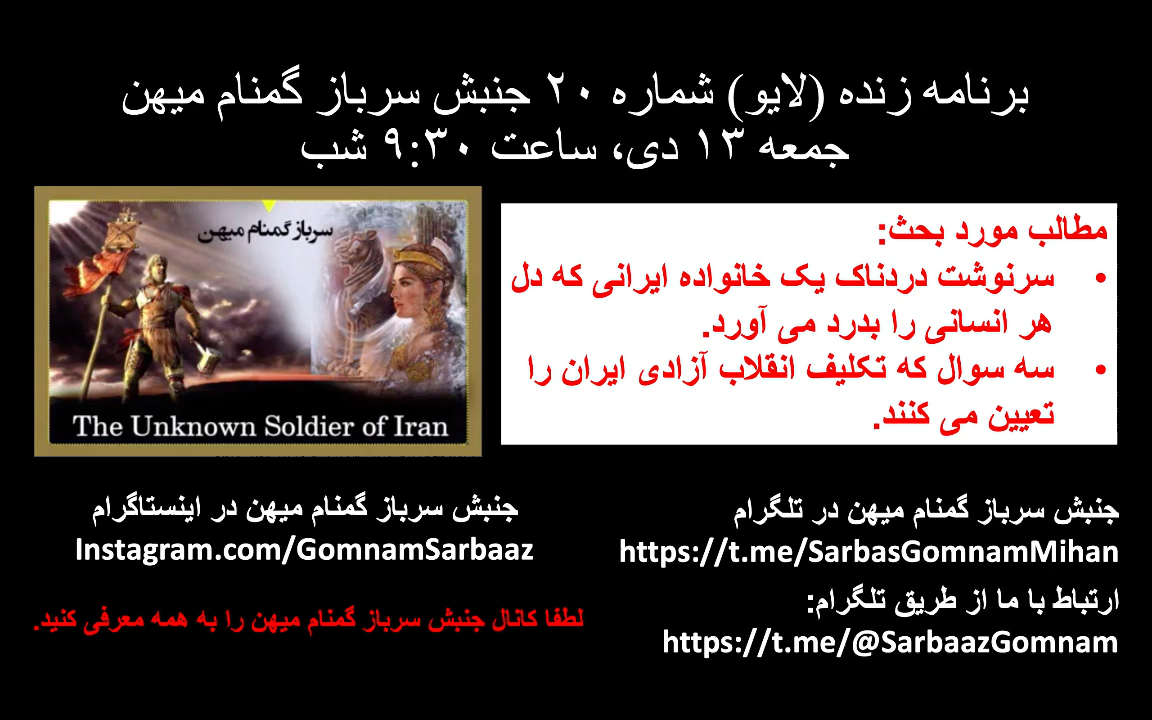 برنامه زنده (لایو) شماره ۲۰ جنبش سرباز گمنام میهن
جمعه ۱۳ دی، ساعت ۹:۳۰ شب
سرباز گمنام میهن
The Unknown Soldier of Iran
مطالب مورد بحث:
• سرنوشت دردناک یک خانواده ایرانی که دل
هر انسانی را بدرد می آورد.
• سه سوال که تکلیف انقلاب آزادی ایران را
تعیین می کنند.
جنبش سرباز گمنام میهن در تلگرام
https://t.me/SarbasGomnamMihan
ارتباط با ما از طریق تلگرام:
https://t.me/@SarbaazGomnam
جنبش سرباز گمنام میهن در اینستاگرام
Instagram.com/GomnamSarbaaz
لطفا کانال جنبش سرباز گمنام میهن را به همه معرفی کنید.